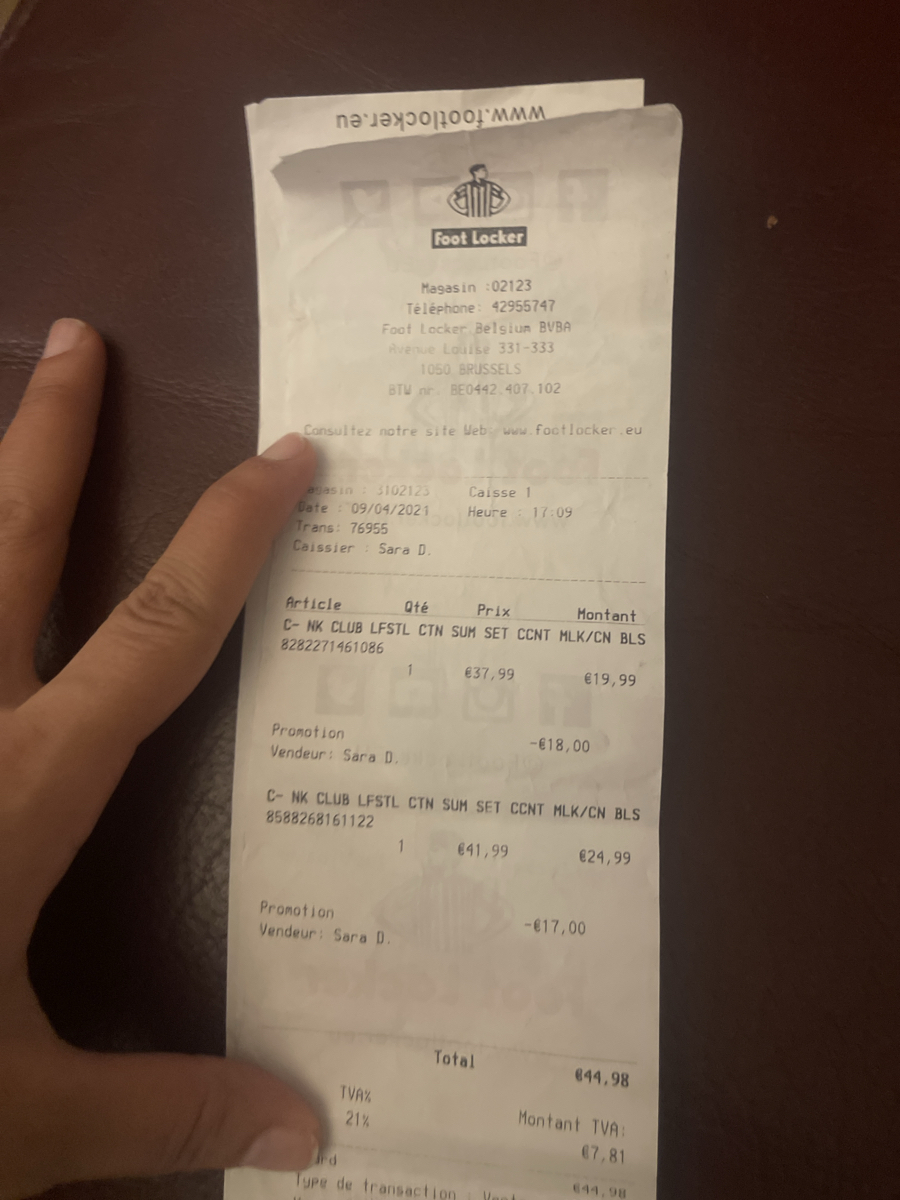 www.footlocker.eu
Foot Locker
Magasin :02123
Téléphone: 42955747
Foot Locker Belgium BVBA
Avenue Louise 331-333
1050 BRUSSELS
BTW nr. BE0442.407.102
Consultez notre site Web: www.footlocker.eu
Magasin : 3102123 Caisse 1
Date : 09/04/2021 Heure : 17:09
Trans: 76955
Caissier : Sara D.
Article Qté Prix Montant
C- NK CLUB LFSTL CTN SUM SET CCNT MLK/CN BLS
8282271461086
1 €37,99 €19,99
Promotion -€18,00
Vendeur: Sara D.
C- NK CLUB LFSTL CTN SUM SET CCNT MLK/CN BLS
8588268161122
1 €41,99 €24,99
Promotion -€17,00
Vendeur: Sara D.
Total €44,98
TVA% Montant TVA:
21% €7,81
€44,98
Type de transaction :